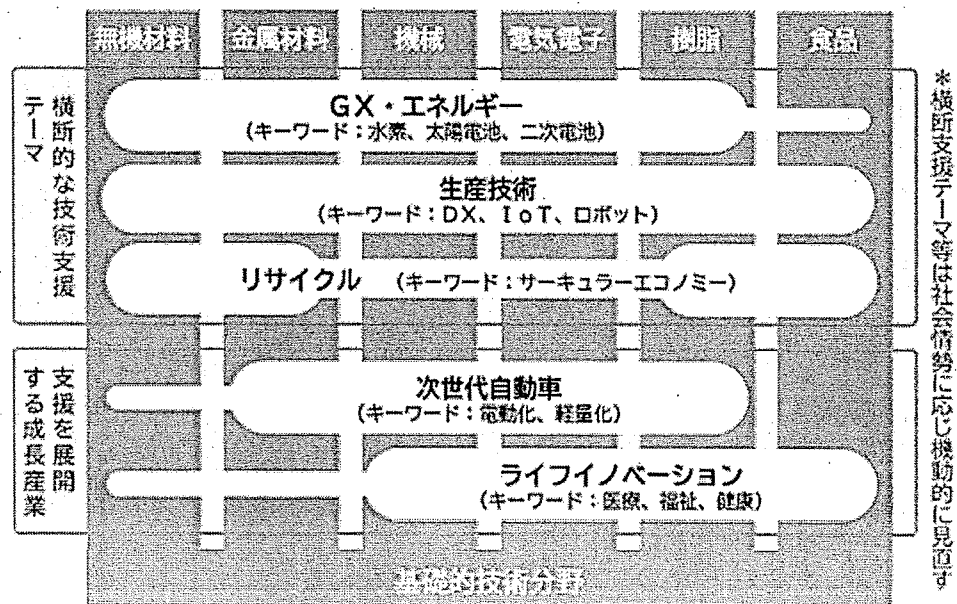 無機材料
金属材料
機械
電気電子
樹脂
食品
横断的な技術支援
テーマ
GX・エネルギー
(キーワード:水素、太陽電池、二次電池)
生産技術
(キーワード:DX、IoT、ロボット)
リサイクル (キーワード:サーキュラーエコノミー)
支援を展開
する成長産業
次世代自動車
(キーワード:電動化、軽量化)
ライフイノベーション
(キーワード:医療、福祉、健康)
基礎的技術分野
*横断支援テーマ等は社会情勢に応じ機動的に見直す